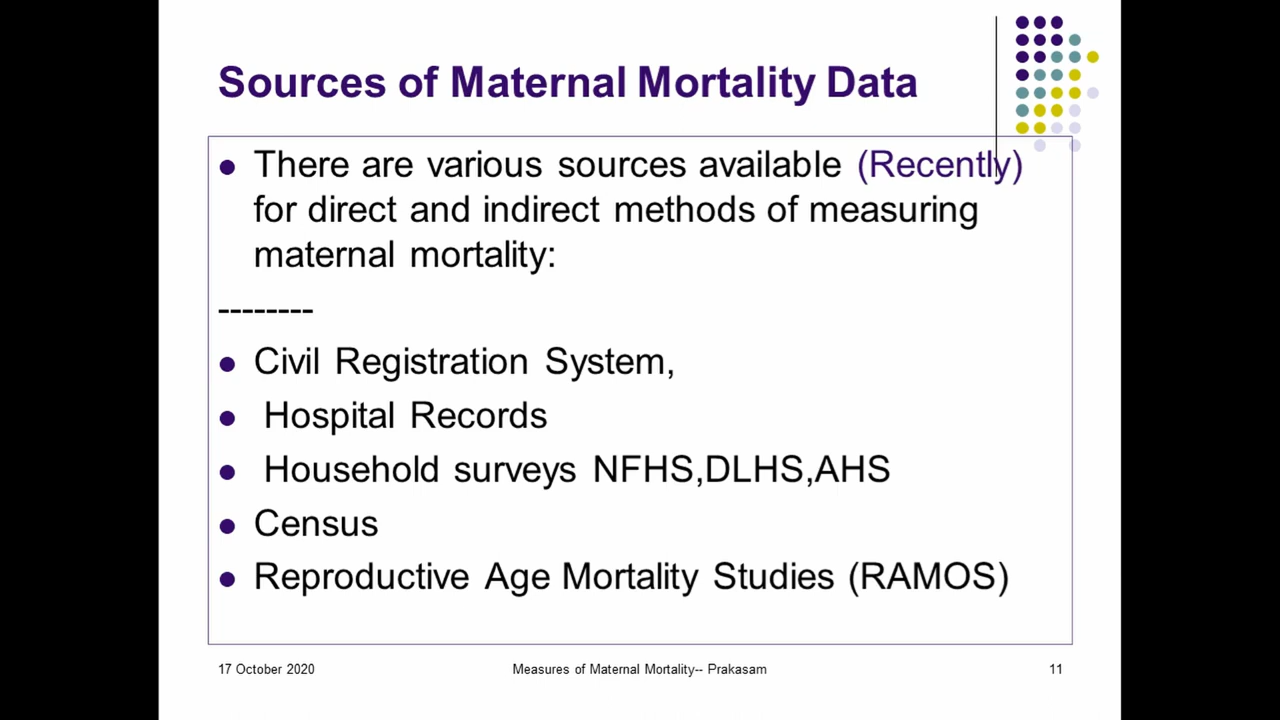 Sources of Maternal Mortality Data
● There are various sources available (Recently)
for direct and indirect methods of measuring
maternal mortality:
--------
● Civil Registration System,
● Hospital Records
● Household surveys NFHS,DLHS,AHS
● Census
● Reproductive Age Mortality Studies (RAMOS)
17 October 2020
Measures of Maternal Mortality-- Prakasam
11